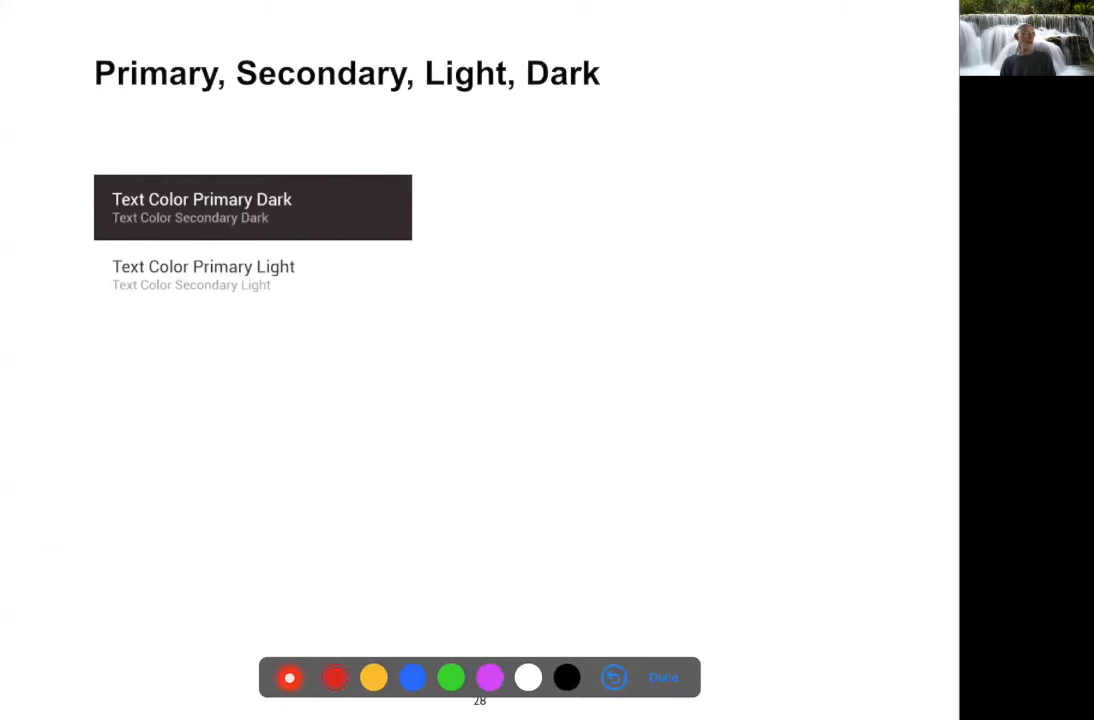 Primary, Secondary, Light, Dark
Text Color Primary Dark
Text Color Secondary Dark
Text Color Primary Light
Text Color Secondary Light
Done
28